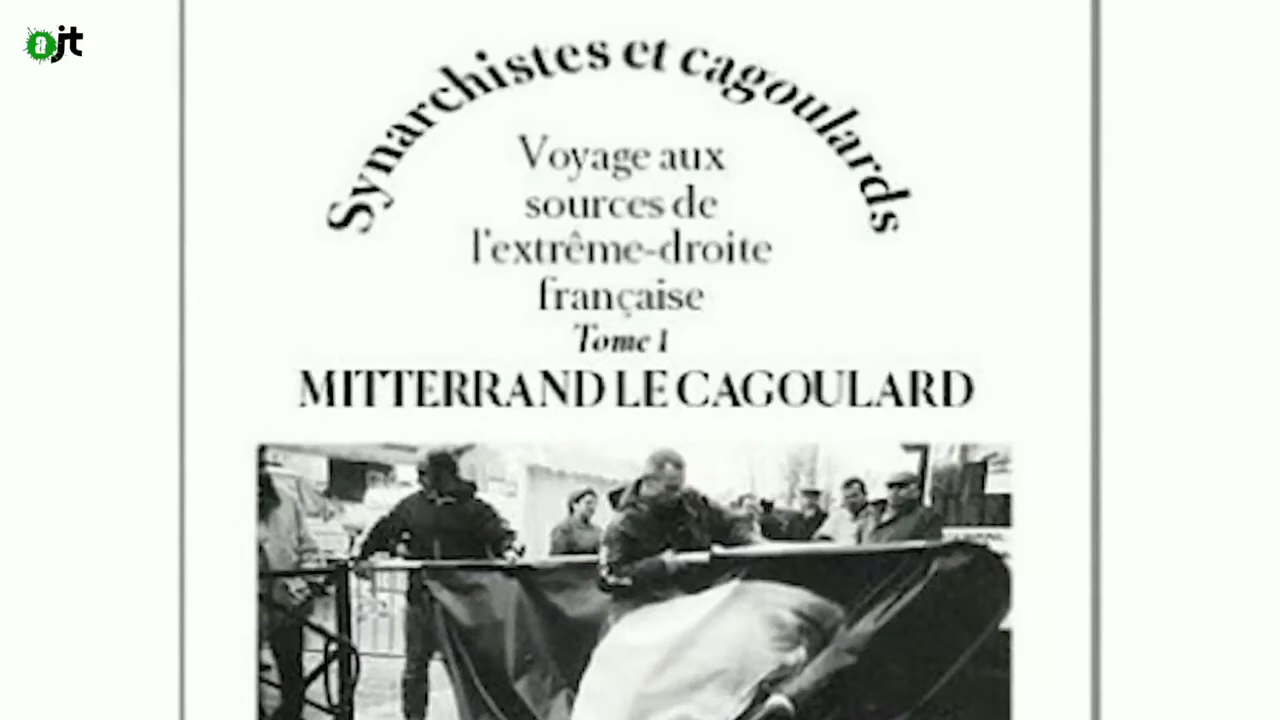 ajt
Synarchistes et cagoulards
Voyage aux
sources de
l'extrême-droite
française
Tome 1
MITTERRAND LE CAGOULARD